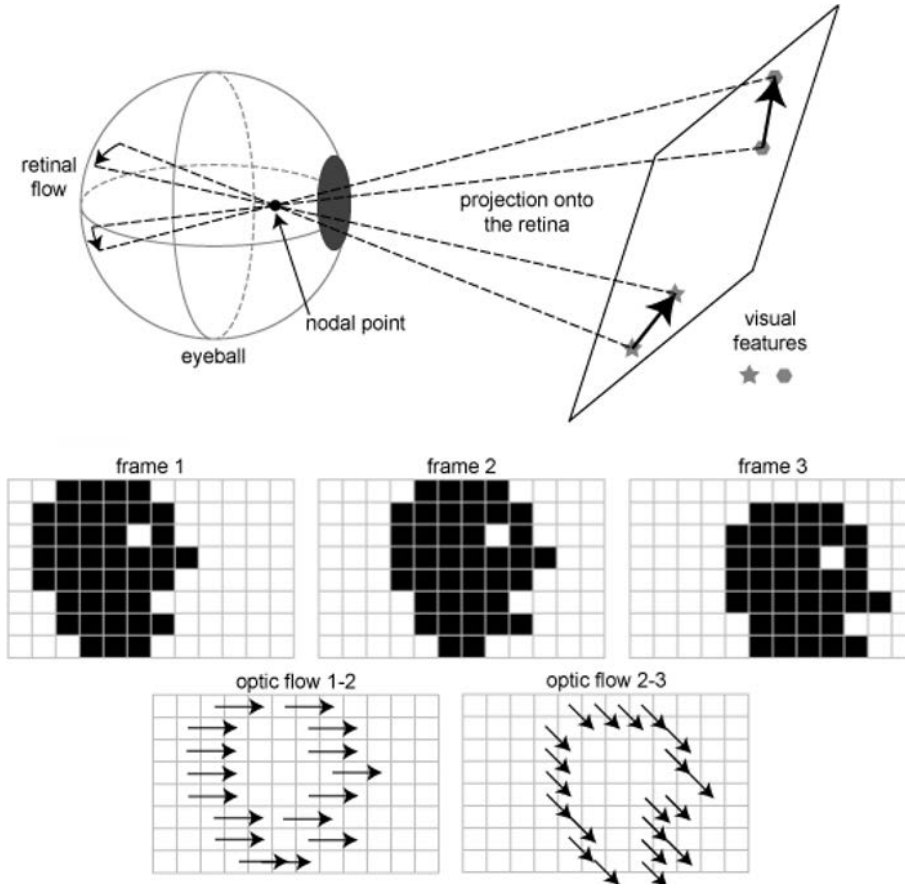 retinal
flow
projection onto
the retina
nodal point
eyeball
visual
features
frame 1
frame 2
frame 3
optic flow 1-2
optic flow 2-3